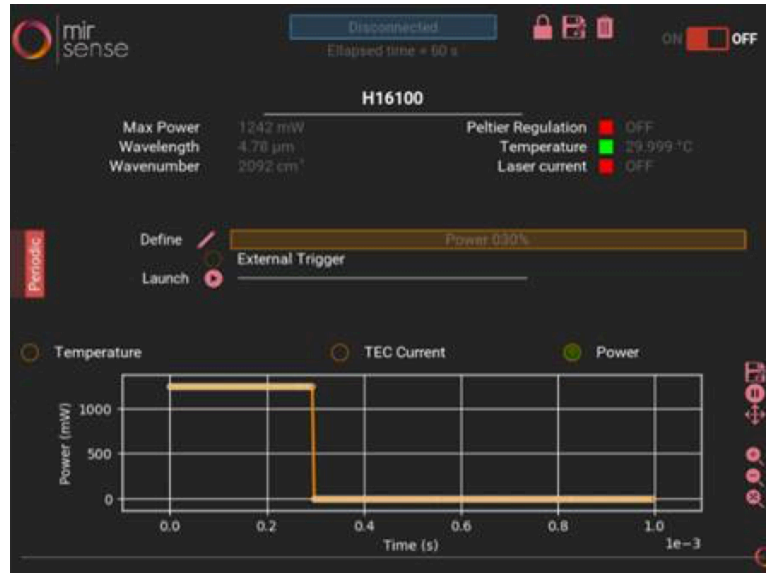 mir
sense
Disconnected
Ellapsed time = 60 s
ON OFF
H16100
Max Power 1242 mW
Wavelength 4.78 µm
Wavenumber 2092 cm⁻¹
Peltier Regulation OFF
Temperature 29.999 °C
Laser current OFF
Periodic
Define Power 030%
External Trigger
Launch
Temperature TEC Current Power
Power (mW)
1000
500
0
0.0 0.2 0.4 0.6 0.8 1.0
Time (s) 1e−3